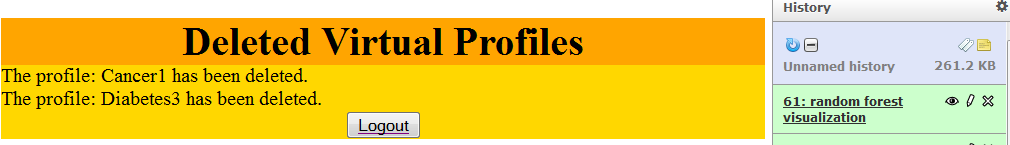 Deleted Virtual Profiles
The profile: Cancer1 has been deleted.
The profile: Diabetes3 has been deleted.
Logout
History
Unnamed history 261.2 KB
61: random forest
visualization